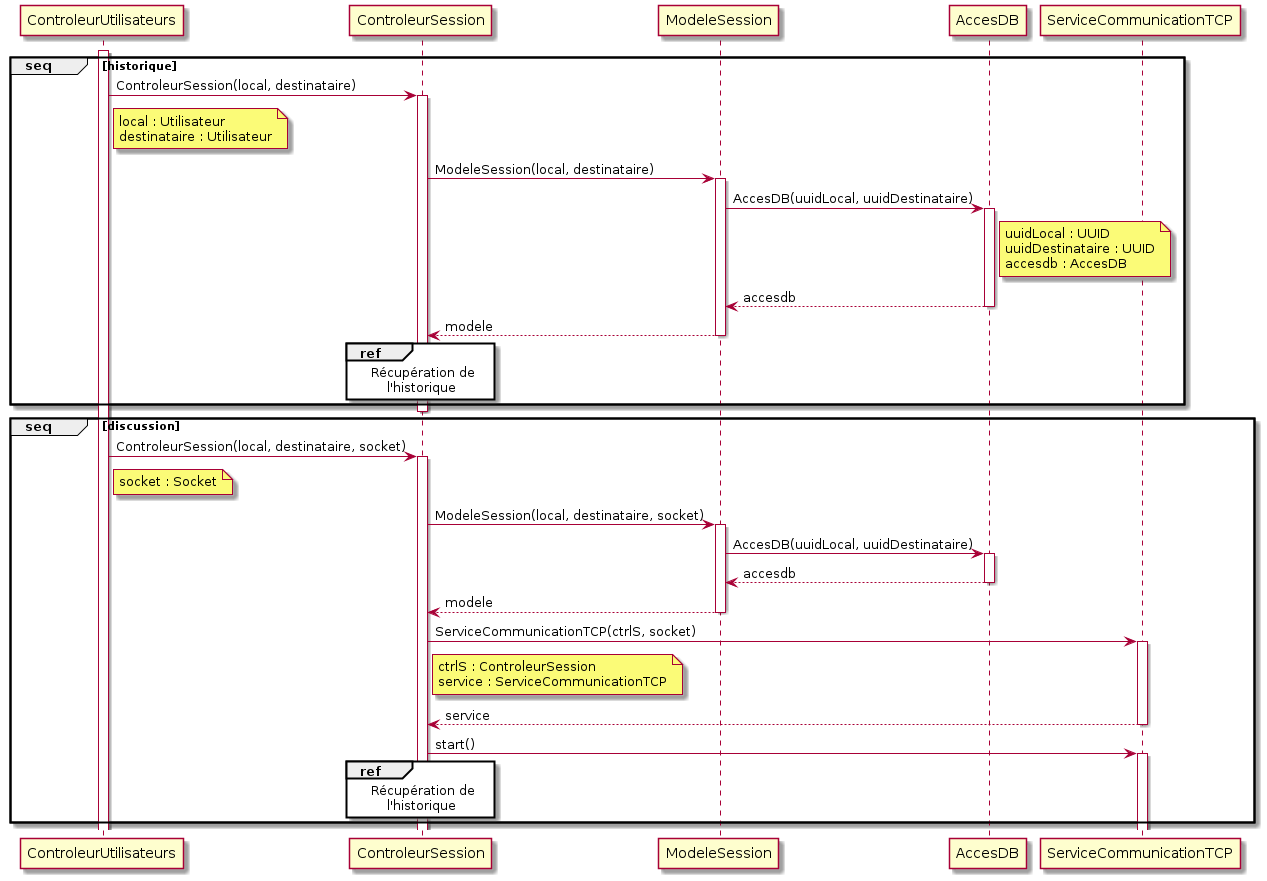 ControleurUtilisateurs
ControleurSession
ModeleSession
AccesDB
ServiceCommunicationTCP
seq
[historique]
ControleurSession(local, destinataire)
local : Utilisateur
destinataire : Utilisateur
ModeleSession(local, destinataire)
AccesDB(uuidLocal, uuidDestinataire)
uuidLocal : UUID
uuidDestinataire : UUID
accesdb : AccesDB
accesdb
modele
ref
Récupération de
l'historique
seq
[discussion]
ControleurSession(local, destinataire, socket)
socket : Socket
ModeleSession(local, destinataire, socket)
AccesDB(uuidLocal, uuidDestinataire)
accesdb
modele
ServiceCommunicationTCP(ctrlS, socket)
ctrlS : ControleurSession
service : ServiceCommunicationTCP
service
start()
ref
Récupération de
l'historique
ControleurUtilisateurs
ControleurSession
ModeleSession
AccesDB
ServiceCommunicationTCP